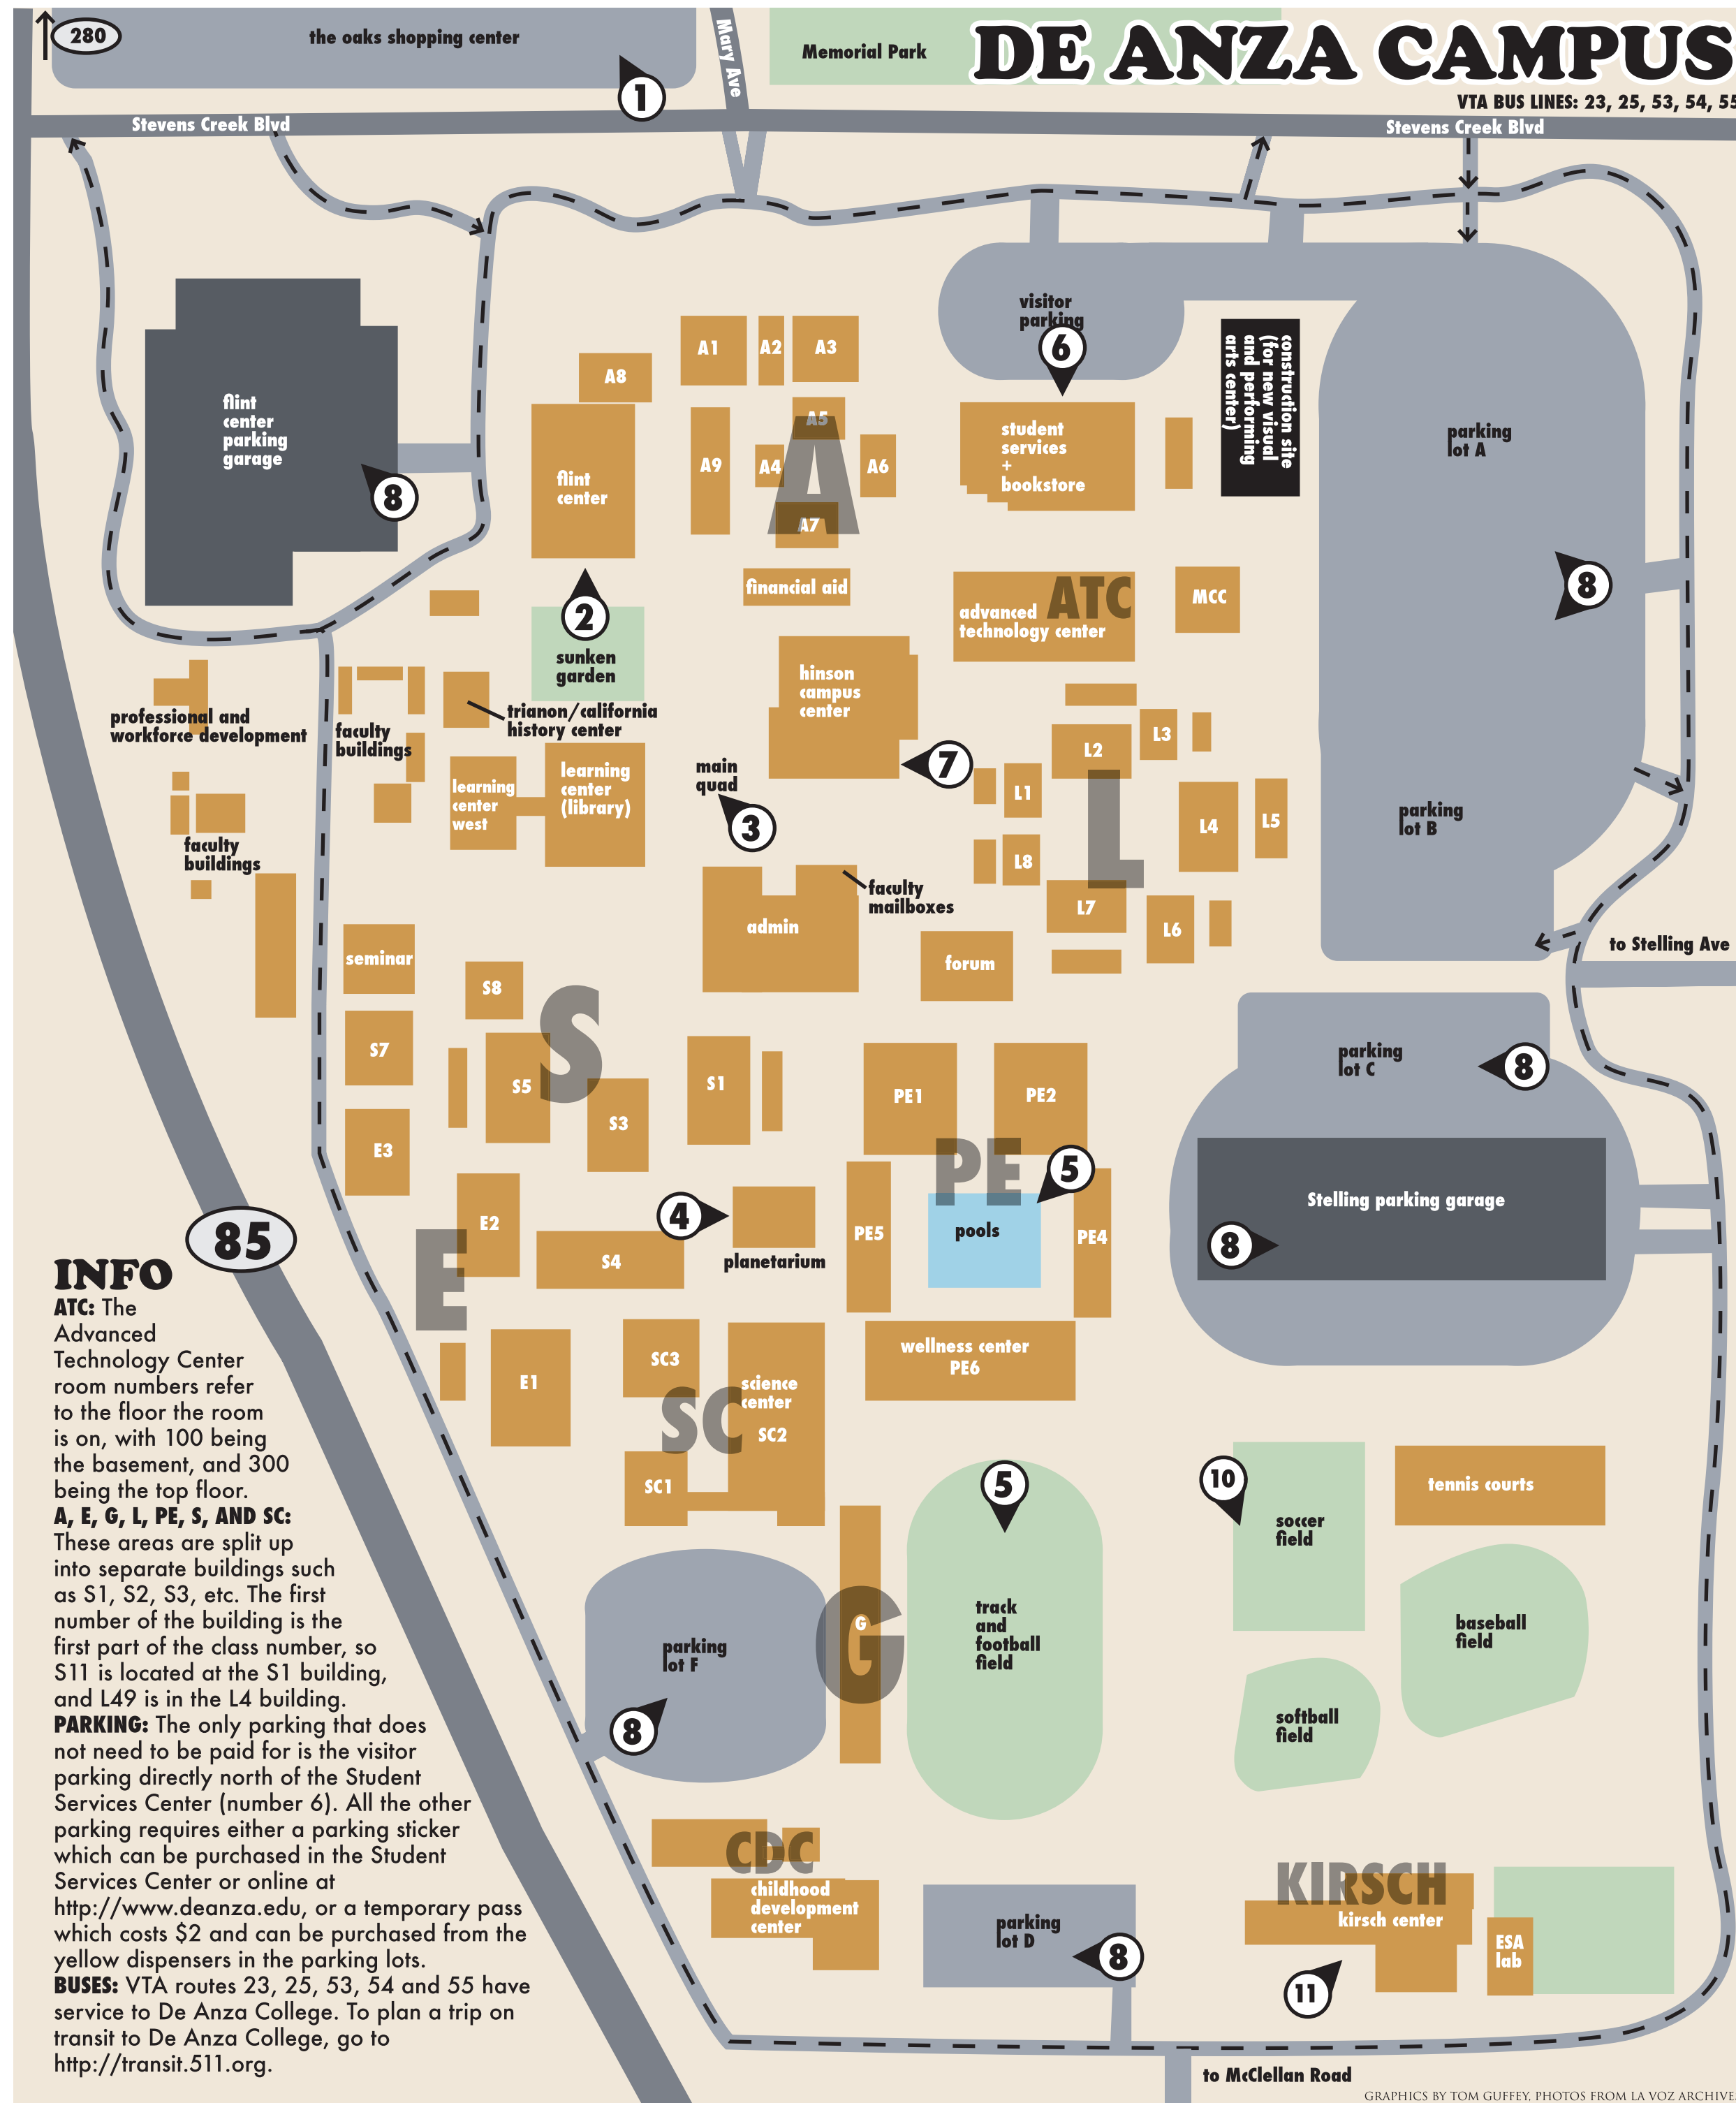 280
the oaks shopping center
1
Mary Ave
Memorial Park
DE ANZA CAMPUS
VTA BUS LINES: 23, 25, 53, 54, 55
Stevens Creek Blvd
Stevens Creek Blvd
flint
center
parking
garage
8
A8
A1
A2
A3
visitor
parking
6
construction site
(for new visual
and performing
arts center)
parking
lot A
flint
center
A9
A4
A5
A
A6
A7
student
services
+
bookstore
2
sunken
garden
financial aid
advanced
technology center
ATC
MCC
8
professional and
workforce development
faculty
buildings
trianon/california
history center
hinson
campus
center
7
learning
center
west
learning
center
(library)
main
quad
3
L1
L2
L3
L
L4
L5
L8
L7
L6
parking
lot B
faculty
buildings
admin
faculty
mailboxes
forum
to Stelling Ave
seminar
S8
S
S7
S5
S3
S1
PE1
PE2
parking
lot C
8
E3
E2
E
S4
4
planetarium
PE
5
PE5
pools
PE4
Stelling parking garage
8
85
E1
SC3
SC
science
center
SC2
SC1
wellness center
PE6
5
track
and
football
field
10
soccer
field
tennis courts
baseball
field
softball
field
parking
lot F
8
G
G
CDC
childhood
development
center
parking
lot D
8
KIRSCH
kirsch center
11
ESA
lab
to McClellan Road
INFO
ATC: The
Advanced
Technology Center
room numbers refer
to the floor the room
is on, with 100 being
the basement, and 300
being the top floor.
A, E, G, L, PE, S, AND SC:
These areas are split up
into separate buildings such
as S1, S2, S3, etc. The first
number of the building is the
first part of the class number, so
S11 is located at the S1 building,
and L49 is in the L4 building.
PARKING: The only parking that does
not need to be paid for is the visitor
parking directly north of the Student
Services Center (number 6). All the other
parking requires either a parking sticker
which can be purchased in the Student
Services Center or online at
http://www.deanza.edu, or a temporary pass
which costs $2 and can be purchased from the
yellow dispensers in the parking lots.
BUSES: VTA routes 23, 25, 53, 54 and 55 have
service to De Anza College. To plan a trip on
transit to De Anza College, go to
http://transit.511.org.
GRAPHICS BY TOM GUFFEY, PHOTOS FROM LA VOZ ARCHIVE